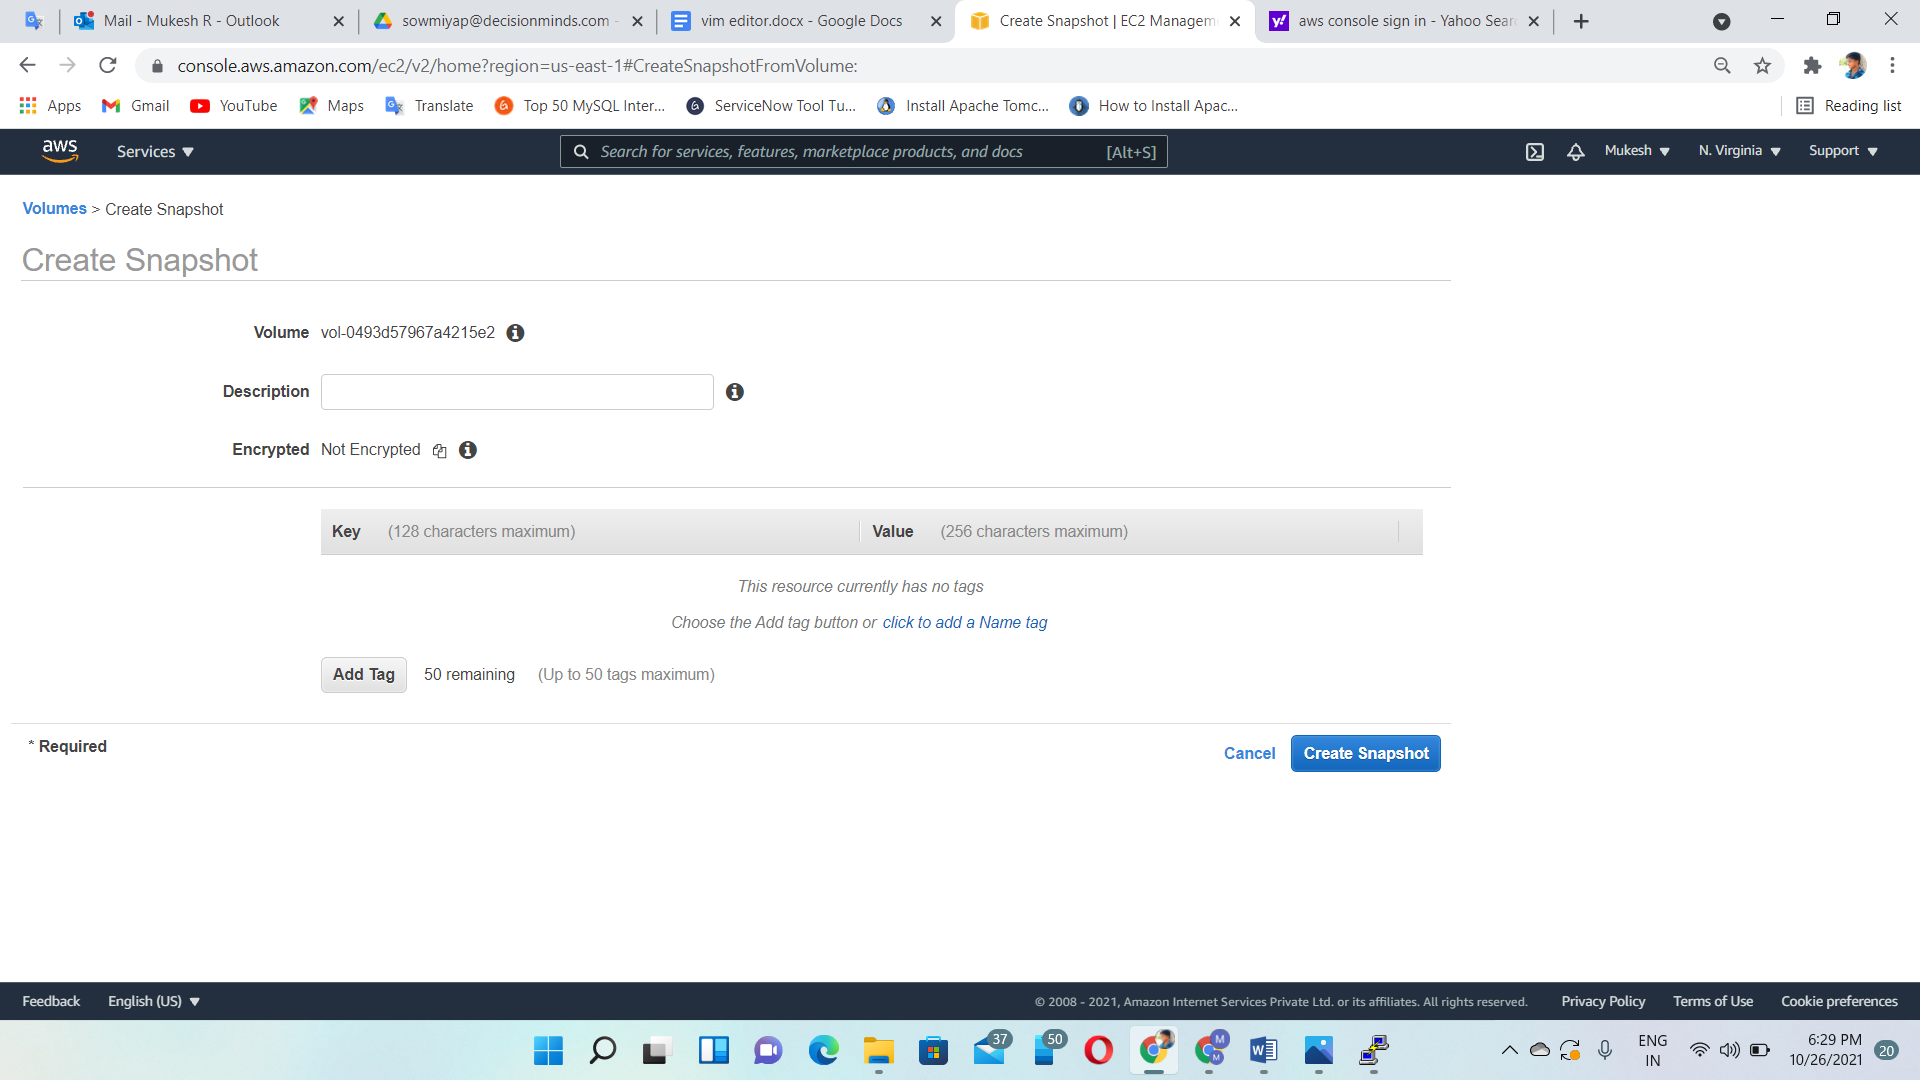 Mail - Mukesh R - Outlook
sowmiyap@decisionminds.com -
vim editor.docx - Google Docs
Create Snapshot | EC2 Managem
aws console sign in - Yahoo Sear
console.aws.amazon.com/ec2/v2/home?region=us-east-1#CreateSnapshotFromVolume:
Apps
Gmail
YouTube
Maps
Translate
Top 50 MySQL Inter...
ServiceNow Tool Tu...
Install Apache Tomc...
How to Install Apac...
Reading list
aws
Services
Search for services, features, marketplace products, and docs
[Alt+S]
Mukesh
N. Virginia
Support
Volumes > Create Snapshot
Create Snapshot
Volume vol-0493d57967a4215e2
Description
Encrypted Not Encrypted
Key (128 characters maximum)
Value (256 characters maximum)
This resource currently has no tags
Choose the Add tag button or click to add a Name tag
Add Tag 50 remaining (Up to 50 tags maximum)
* Required
Cancel
Create Snapshot
Feedback
English (US)
© 2008 - 2021, Amazon Internet Services Private Ltd. or its affiliates. All rights reserved.
Privacy Policy
Terms of Use
Cookie preferences
37
50
M
M
ENG
IN
6:29 PM
10/26/2021
20